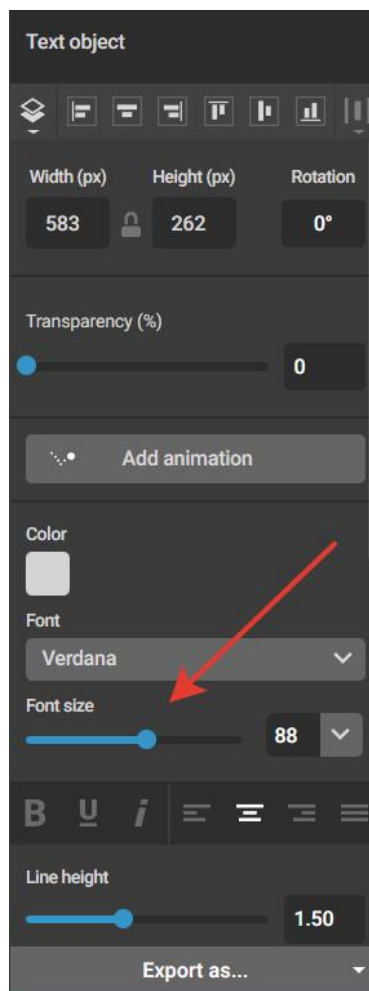 Text object
Width (px) Height (px) Rotation
583 262 0°
Transparency (%)
0
Add animation
Color
Font
Verdana
Font size
88
B U i
Line height
1.50
Export as...